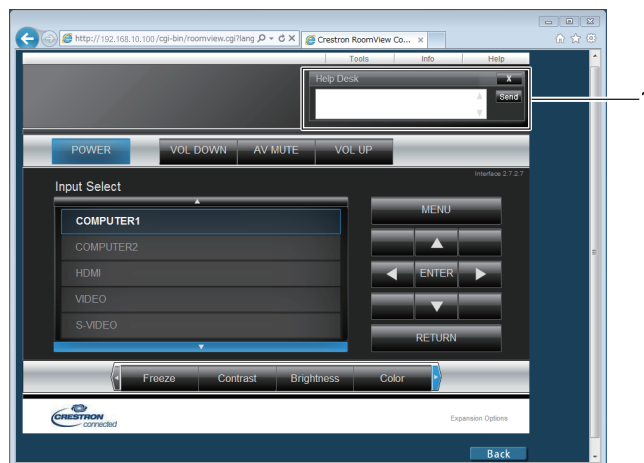 http://192.168.10.100/cgi-bin/roomview.cgi?lang
Crestron RoomView Co...
Tools Info Help
Help Desk X
Send
POWER VOL DOWN AV MUTE VOL UP
Interface 2.7.2.7
Input Select
COMPUTER1
COMPUTER2
HDMI
VIDEO
S-VIDEO
MENU
ENTER
RETURN
Freeze Contrast Brightness Color
CRESTRON
connected
Expansion Options
Back